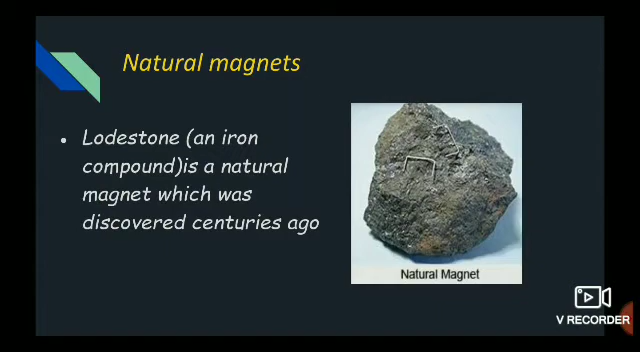 Natural magnets
• Lodestone (an iron
compound)is a natural
magnet which was
discovered centuries ago
Natural Magnet
V RECORDER